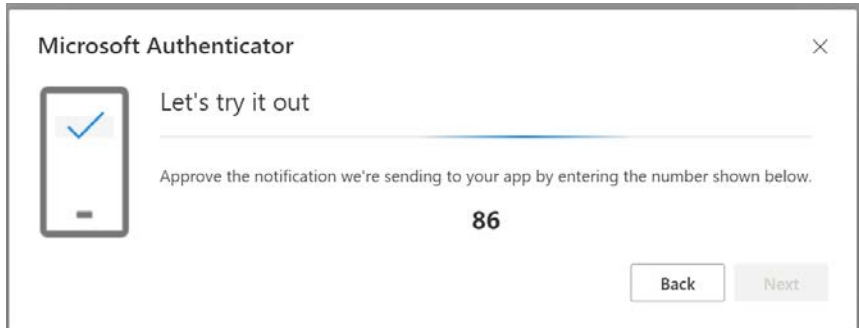 Microsoft Authenticator
Let's try it out
Approve the notification we're sending to your app by entering the number shown below.
86
Back
Next